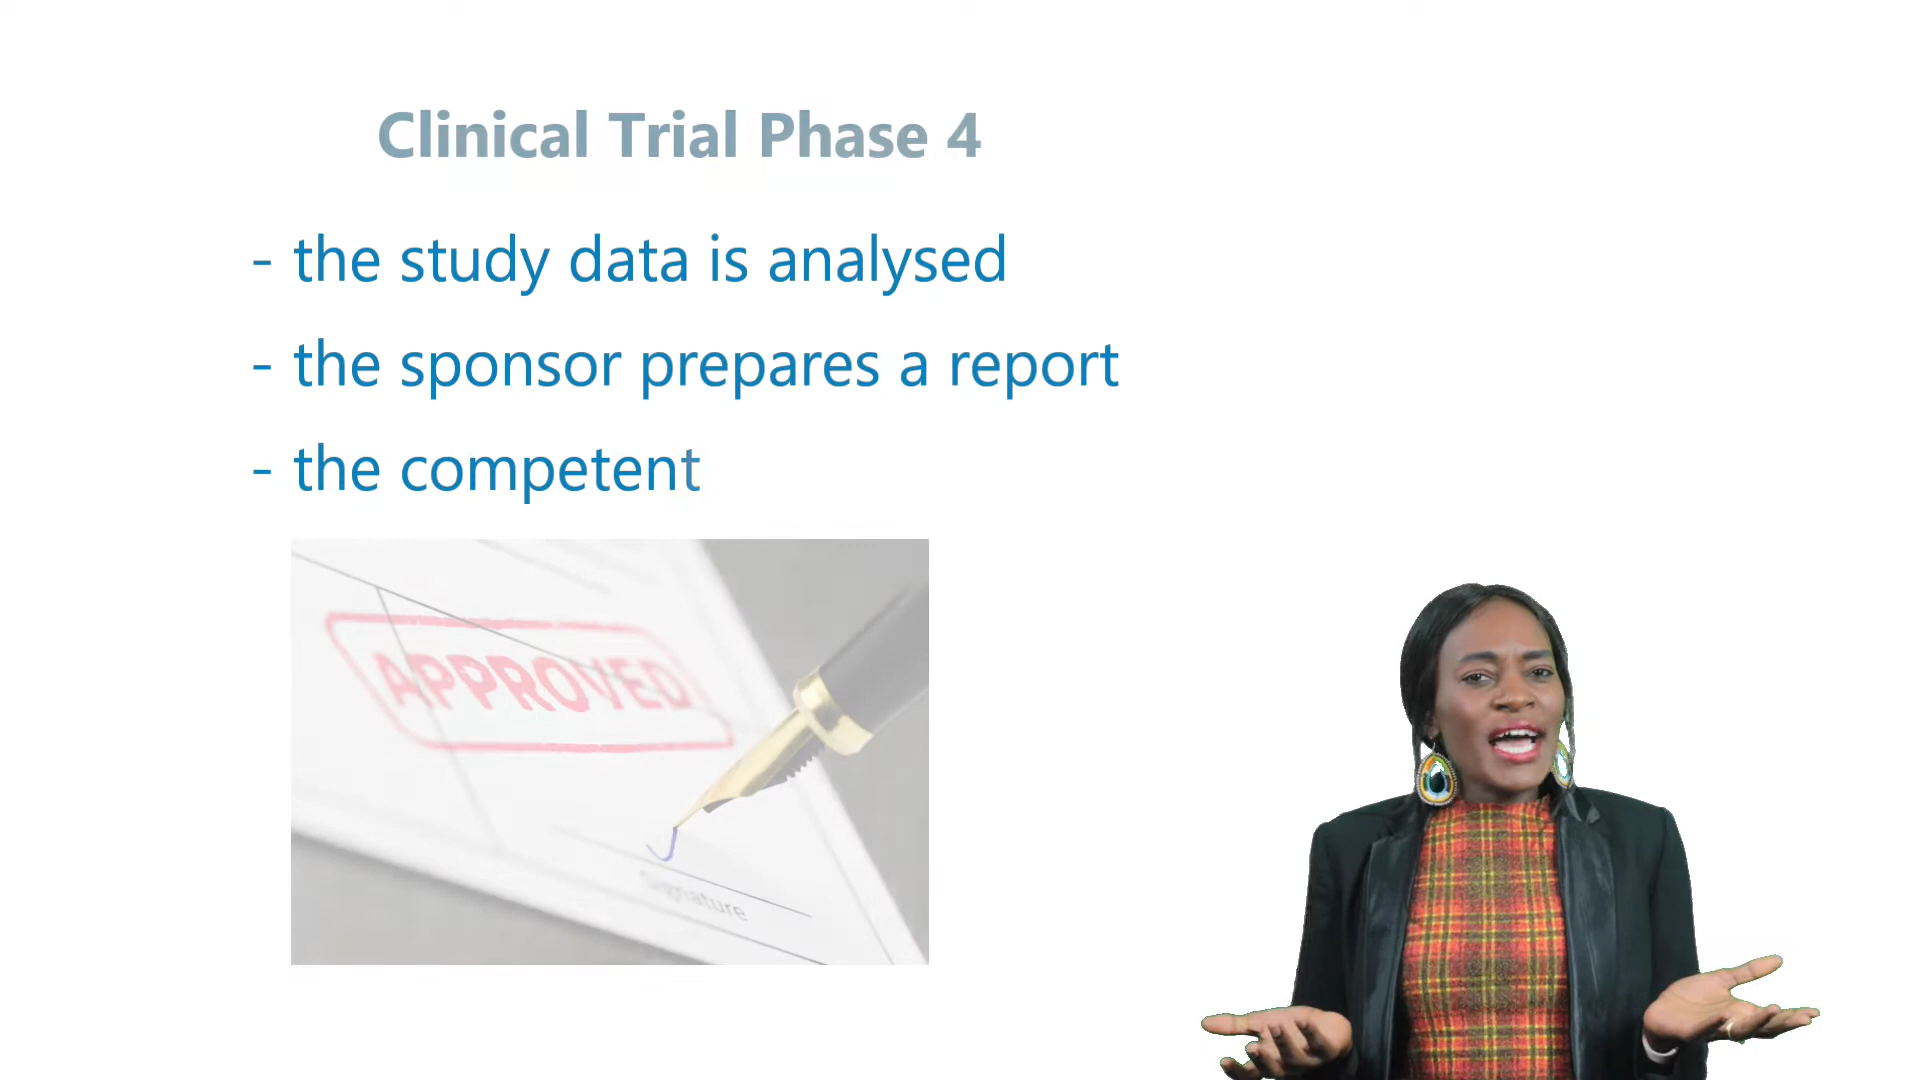 Clinical Trial Phase 4
- the study data is analysed
- the sponsor prepares a report
- the competent
APPROVED
Signature